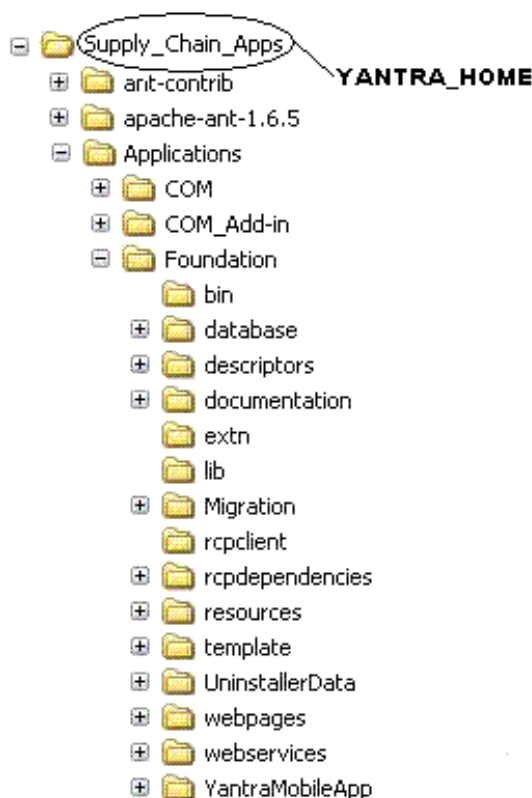 Supply_Chain_Apps
YANTRA_HOME
ant-contrib
apache-ant-1.6.5
Applications
COM
COM_Add-in
Foundation
bin
database
descriptors
documentation
extn
lib
Migration
rcpclient
rcpdependencies
resources
template
UninstallerData
webpages
webservices
YantraMobileApp